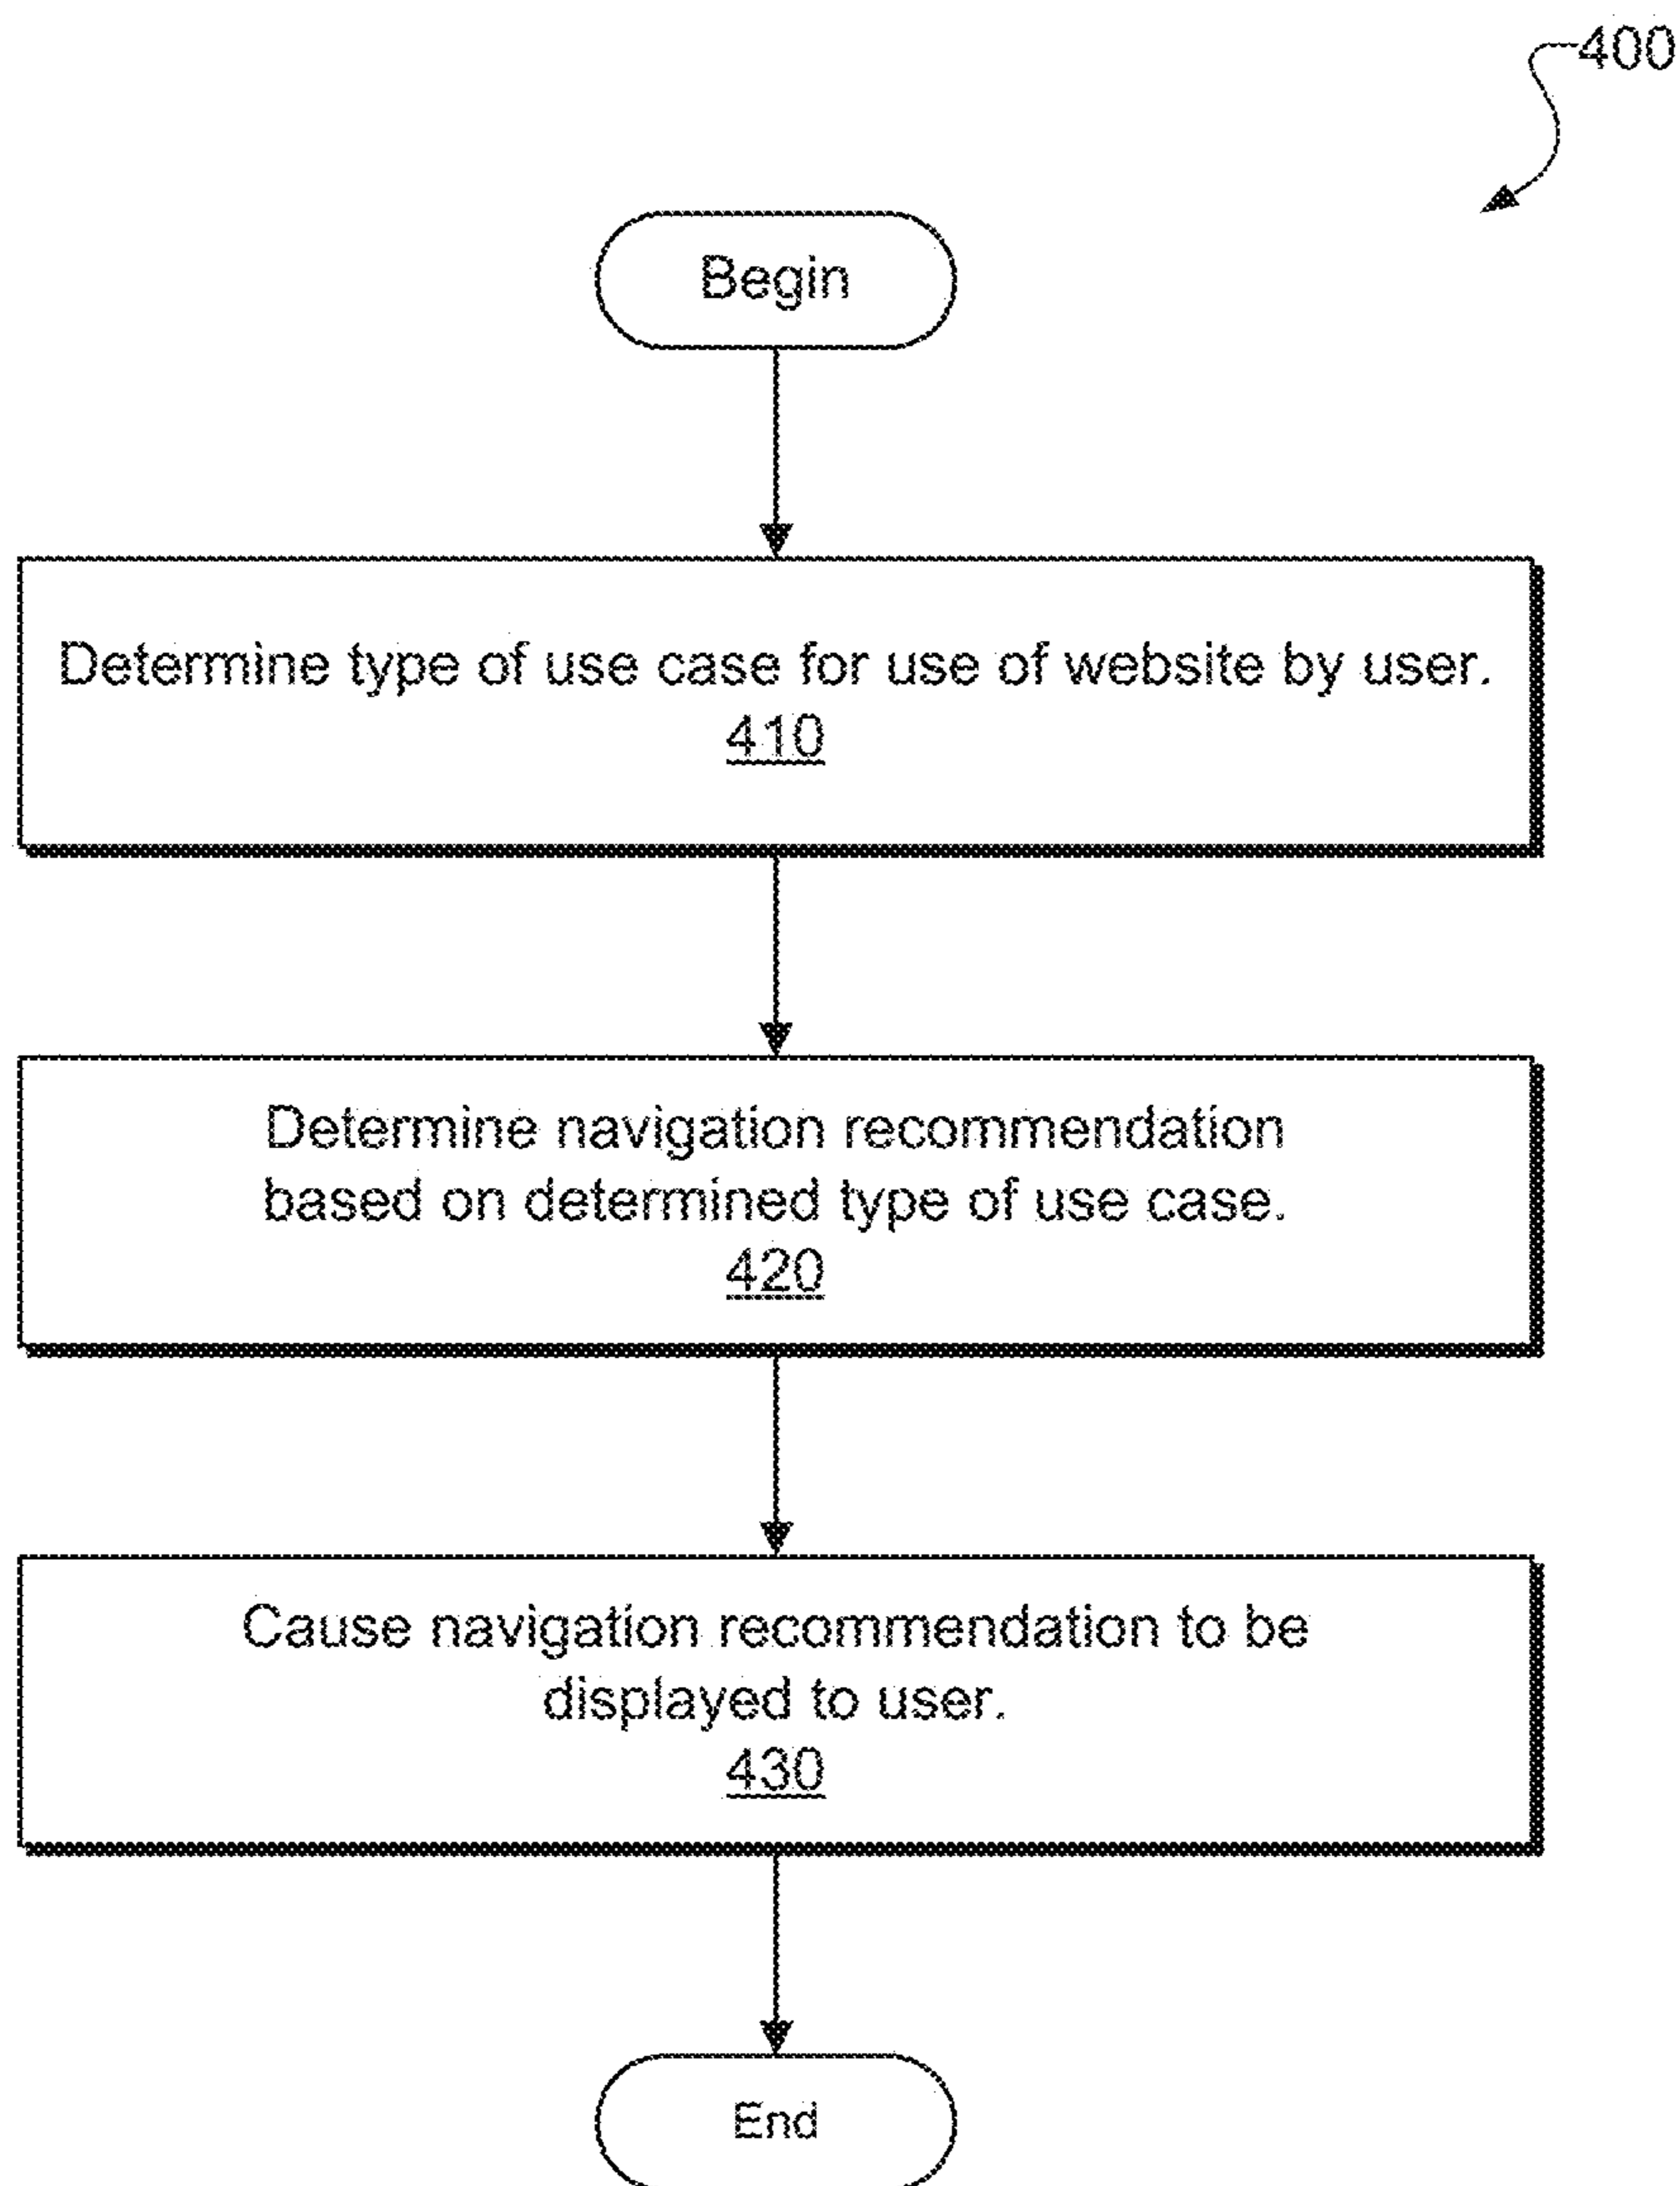 400
Begin
Determine type of use case for use of website by user.
410
Determine navigation recommendation
based on determined type of use case.
420
Cause navigation recommendation to be
displayed to user.
430
End